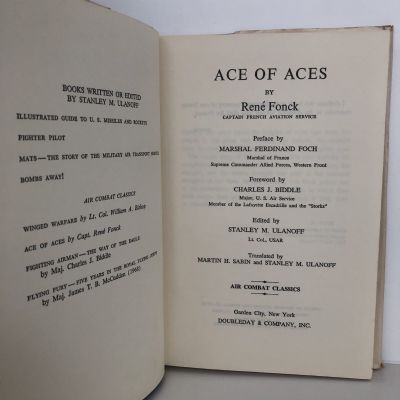 BOOKS WRITTEN OR EDITED
BY STANLEY M. ULANOFF
ILLUSTRATED GUIDE TO U. S. MISSILES AND ROCKETS
FIGHTER PILOT
MATS—THE STORY OF THE MILITARY AIR TRANSPORT SERVICE
BOMBS AWAY!
AIR COMBAT CLASSICS
WINGED WARFARE by Lt. Col. William A. Bishop
ACE OF ACES by Capt. René Fonck
FIGHTING AIRMAN—THE WAY OF THE EAGLE
by Maj. Charles J. Biddle
FLYING FURY—FIVE YEARS IN THE ROYAL FLYING CORPS
by Maj. James T. B. McCudden (1968)
ACE OF ACES
BY
René Fonck
CAPTAIN FRENCH AVIATION SERVICE
Preface by
MARSHAL FERDINAND FOCH
Marshal of France
Supreme Commander Allied Forces, Western Front
Foreword by
CHARLES J. BIDDLE
Major, U. S. Air Service
Member of the Lafayette Escadrille and the "Storks"
Edited by
STANLEY M. ULANOFF
Lt. Col., USAR
Translated by
MARTIN H. SABIN and STANLEY M. ULANOFF
AIR COMBAT CLASSICS
Garden City, New York
DOUBLEDAY & COMPANY, INC.